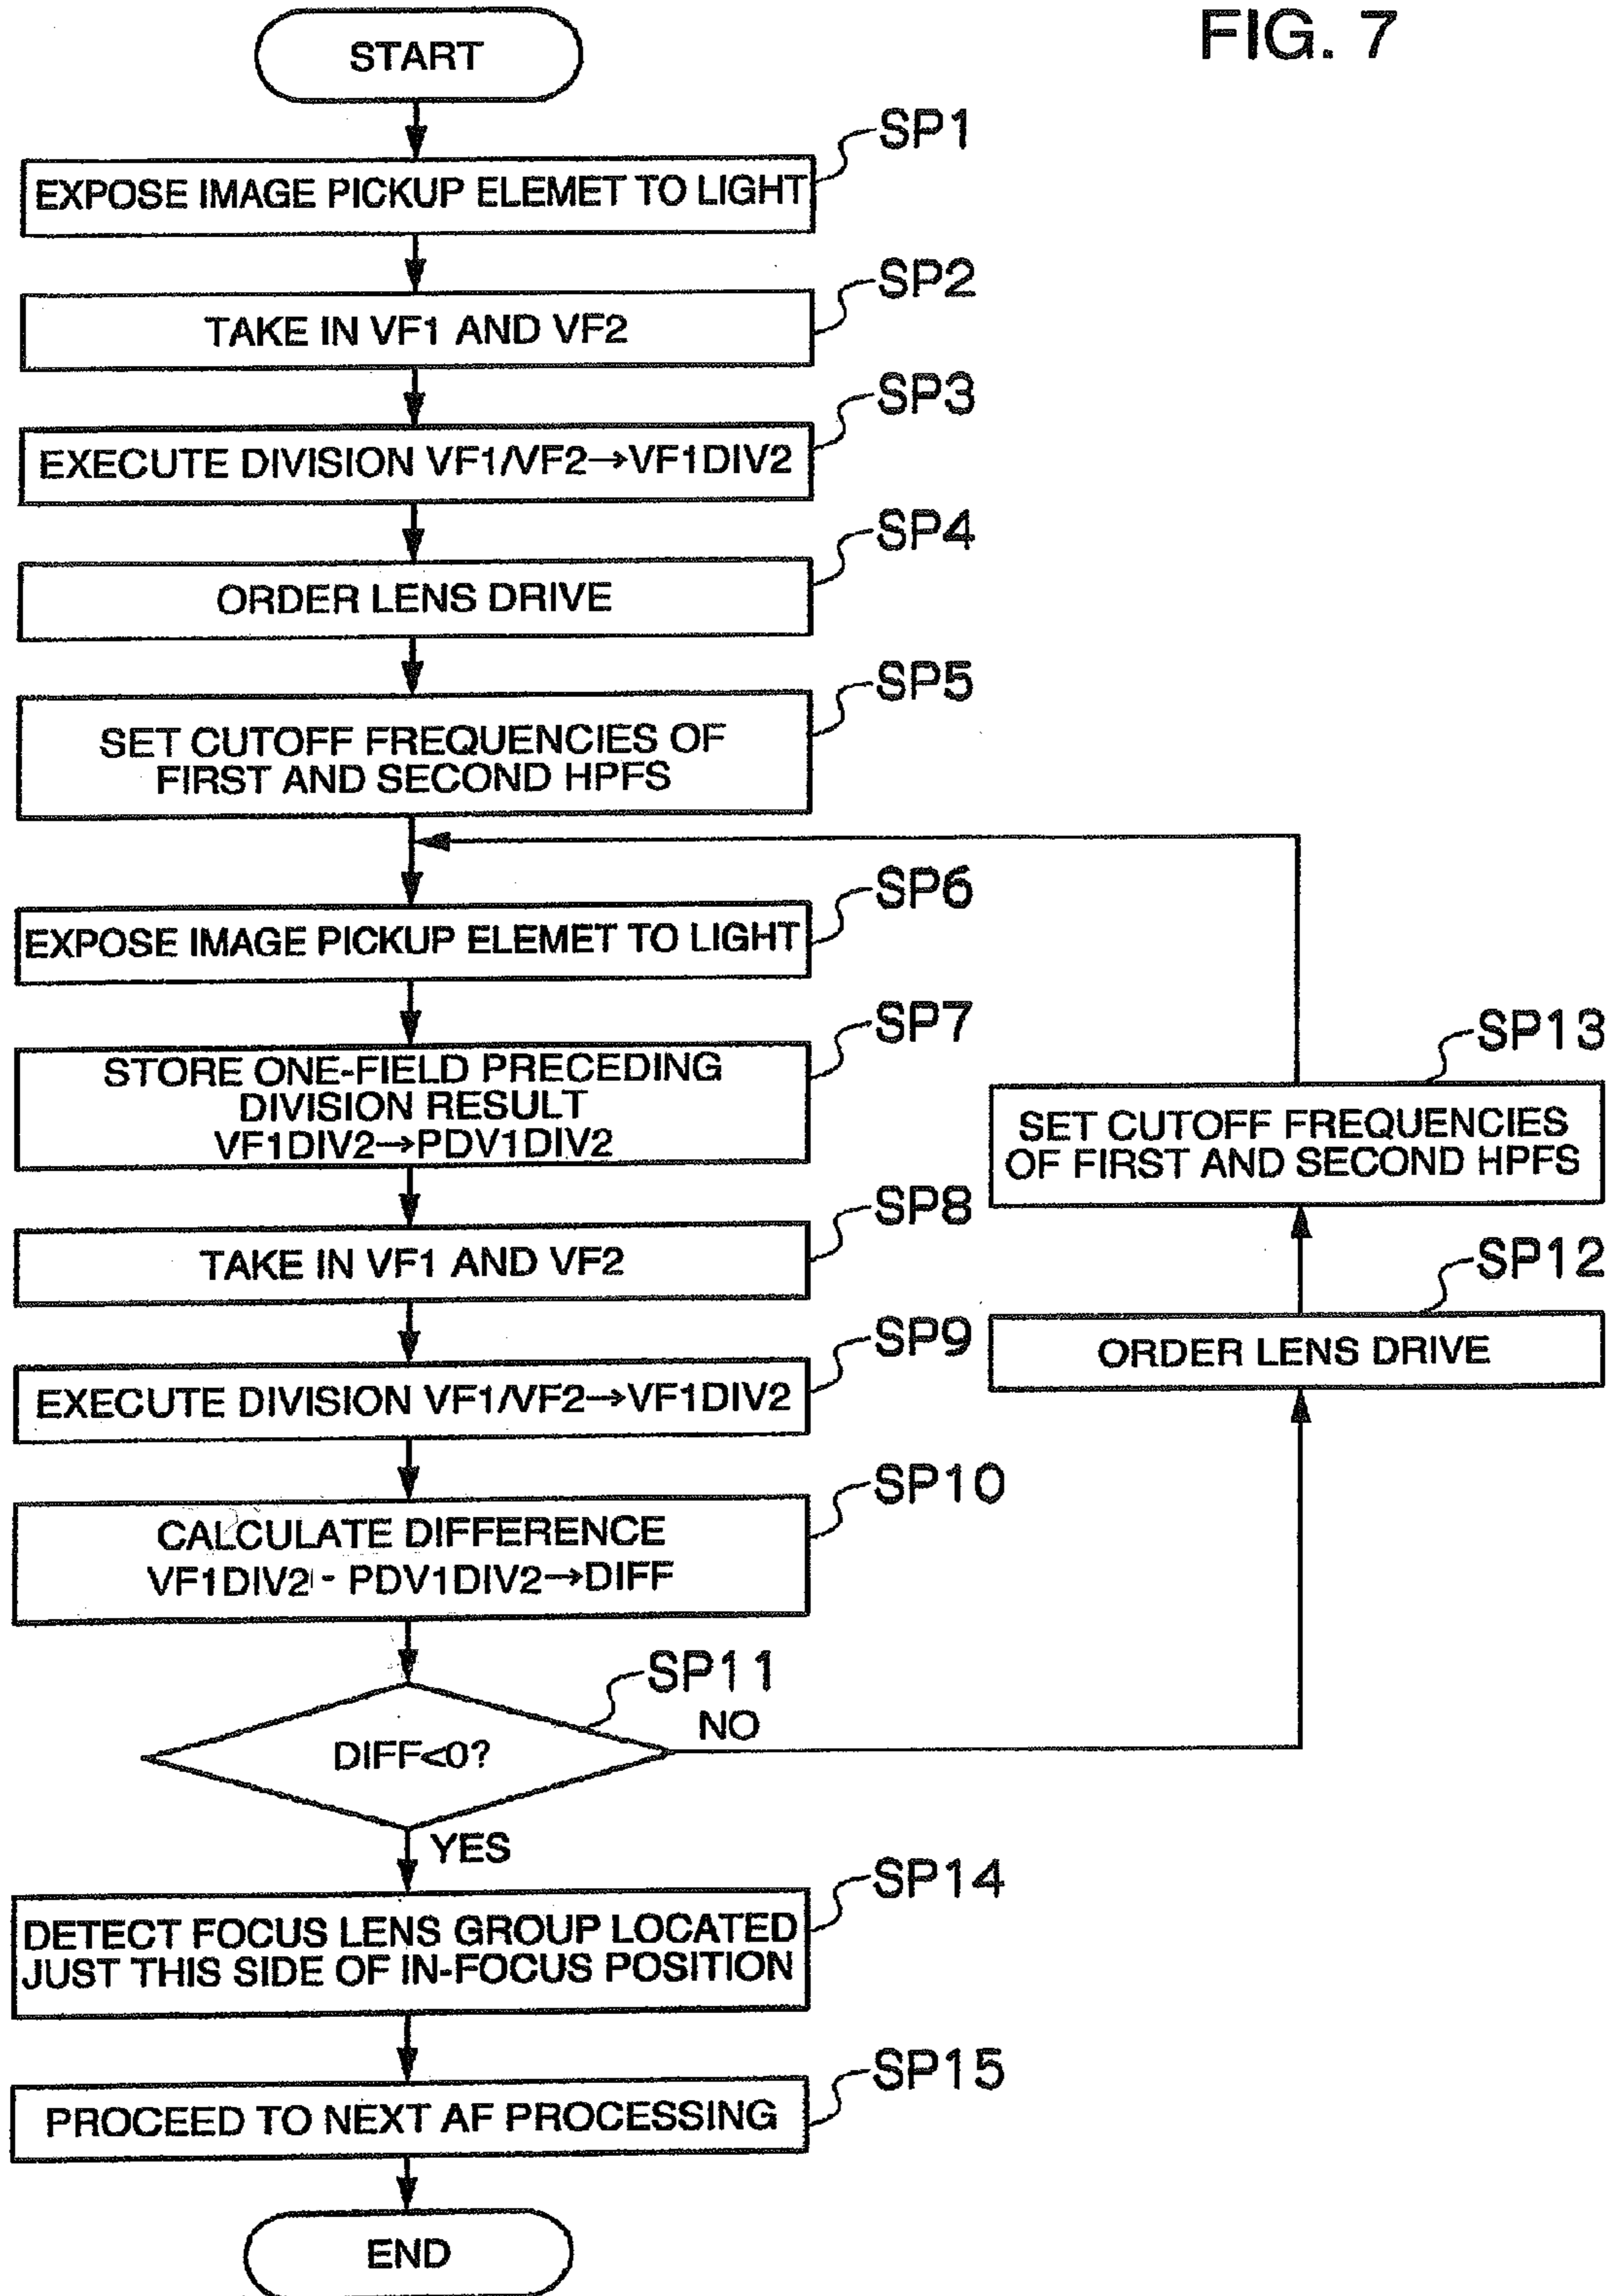 FIG. 7
START
SP1
EXPOSE IMAGE PICKUP ELEMET TO LIGHT
SP2
TAKE IN VF1 AND VF2
SP3
EXECUTE DIVISION VF1/VF2→VF1DIV2
SP4
ORDER LENS DRIVE
SP5
SET CUTOFF FREQUENCIES OF
FIRST AND SECOND HPFS
SP6
EXPOSE IMAGE PICKUP ELEMET TO LIGHT
SP7
STORE ONE-FIELD PRECEDING
DIVISION RESULT
VF1DIV2→PDV1DIV2
SP8
TAKE IN VF1 AND VF2
SP9
EXECUTE DIVISION VF1/VF2→VF1DIV2
SP10
CALCULATE DIFFERENCE
VF1DIV2 - PDV1DIV2→DIFF
SP11
DIFF<0?
NO
YES
SP12
ORDER LENS DRIVE
SP13
SET CUTOFF FREQUENCIES
OF FIRST AND SECOND HPFS
SP14
DETECT FOCUS LENS GROUP LOCATED
JUST THIS SIDE OF IN-FOCUS POSITION
SP15
PROCEED TO NEXT AF PROCESSING
END